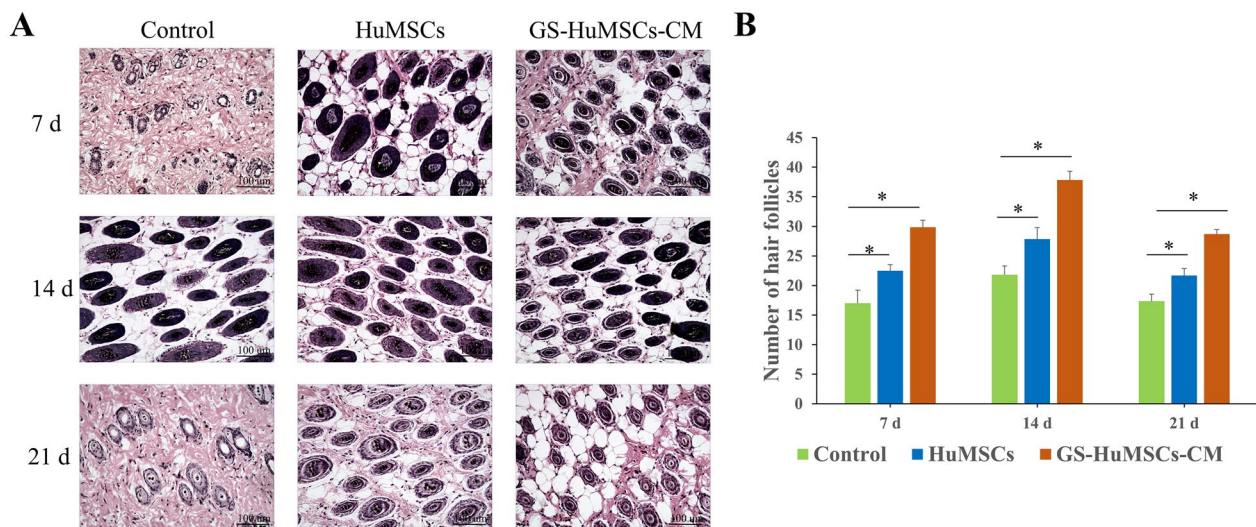 A
Control
HuMSCs
GS-HuMSCs-CM
7 d
100 um
100 um
14 d
100 um
100 um
21 d
100 um
100 um
100 um
B
Number of hair follicles
45
40
35
30
25
20
15
10
5
0
*
*
*
*
*
*
7 d
14 d
21 d
Control
HuMSCs
GS-HuMSCs-CM